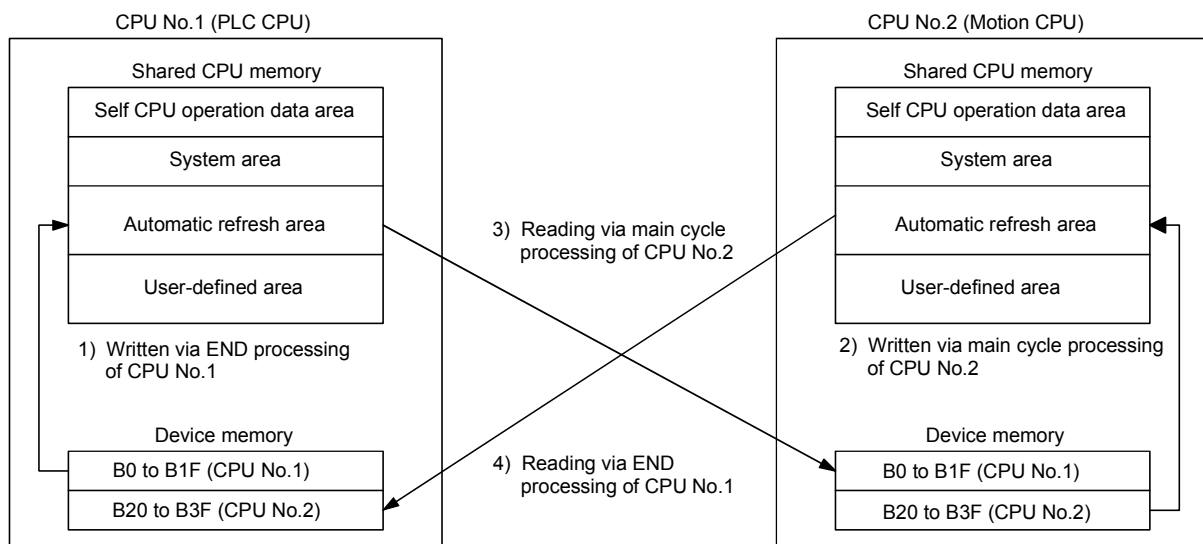 CPU No.1 (PLC CPU)
Shared CPU memory
Self CPU operation data area
System area
Automatic refresh area
User-defined area
1) Written via END processing
of CPU No.1
Device memory
B0 to B1F (CPU No.1)
B20 to B3F (CPU No.2)
3) Reading via main cycle
processing of CPU No.2
4) Reading via END
processing of CPU No.1
CPU No.2 (Motion CPU)
Shared CPU memory
Self CPU operation data area
System area
Automatic refresh area
User-defined area
2) Written via main cycle processing
of CPU No.2
Device memory
B0 to B1F (CPU No.1)
B20 to B3F (CPU No.2)